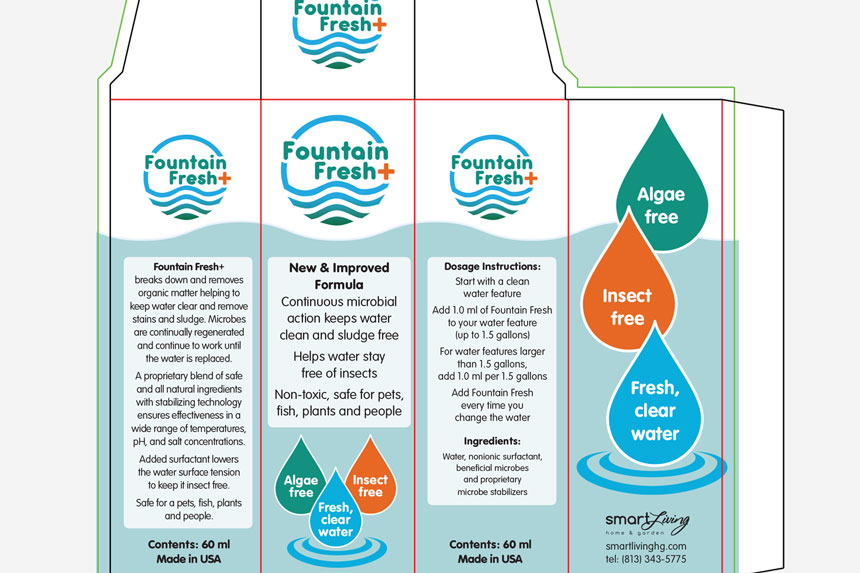 Fountain
Fresh+
Fountain
Fresh+
Fountain Fresh+
breaks down and removes
organic matter helping to
keep water clear and remove
stains and sludge. Microbes
are continually regenerated
and continue to work until
the water is replaced.
A proprietary blend of safe
and all natural ingredients
with stabilizing technology
ensures effectiveness in a
wide range of temperatures,
pH, and salt concentrations.
Added surfactant lowers
the water surface tension
to keep it insect free.
Safe for a pets, fish, plants
and people.
Contents: 60 ml
Made in USA
Fountain
Fresh+
New & Improved
Formula
Continuous microbial
action keeps water
clean and sludge free
Helps water stay
free of insects
Non-toxic, safe for pets,
fish, plants and people
Algae
free
Insect
free
Fresh,
clear
water
Fountain
Fresh+
Dosage Instructions:
Start with a clean
water feature
Add 1.0 ml of Fountain Fresh
to your water feature
(up to 1.5 gallons)
For water features larger
than 1.5 gallons,
add 1.0 ml per 1.5 gallons
Add Fountain Fresh
every time you
change the water
Ingredients:
Water, nonionic surfactant,
beneficial microbes
and proprietary
microbe stabilizers
Contents: 60 ml
Made in USA
Algae
free
Insect
free
Fresh,
clear
water
smart Living
home & garden
smartlivinghg.com
tel: (813) 343-5775